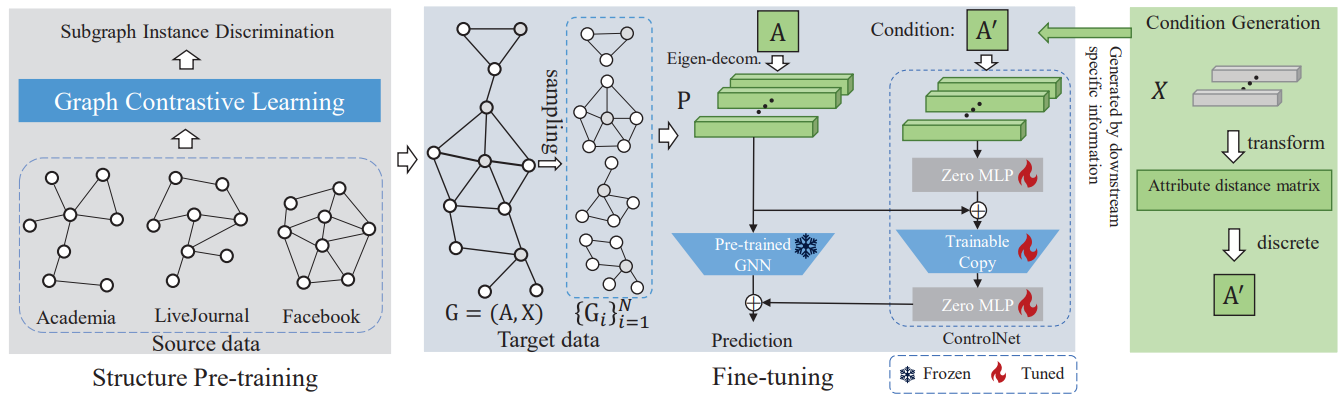 Subgraph Instance Discrimination
Graph Contrastive Learning
Academia
LiveJournal
Facebook
Source data
Structure Pre-training
sampling
G = (A, X)
{G_i}_{i=1}^N
Target data
A
Eigen-decom.
P
Pre-trained
GNN
Prediction
Condition:
A′
Zero MLP
Trainable
Copy
Zero MLP
ControlNet
Fine-tuning
Frozen
Tuned
Generated by downstream
specific information
Condition Generation
X
transform
Attribute distance matrix
discrete
A′